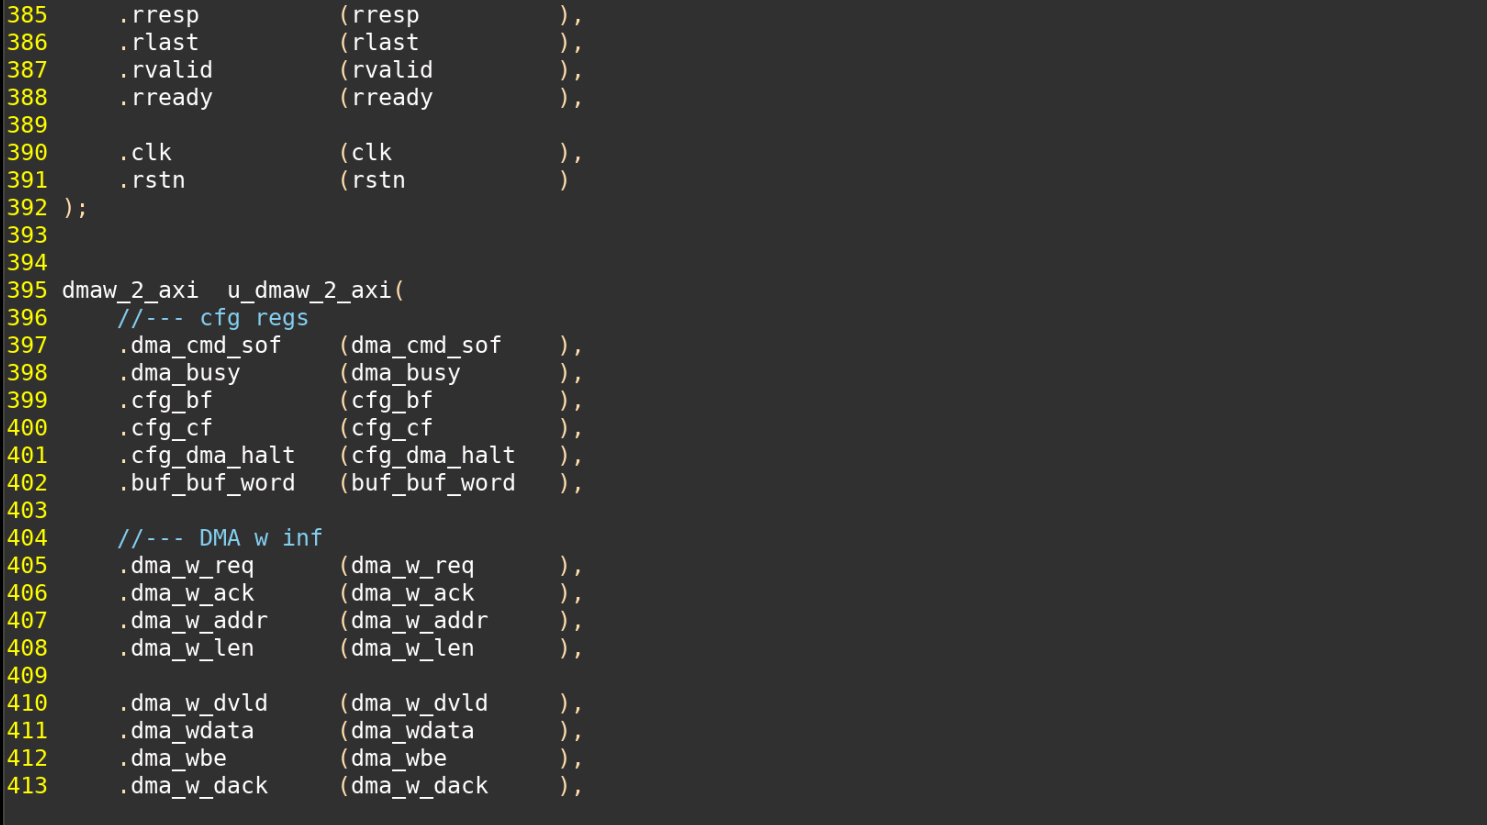 385     .rresp          (rresp          ),
386     .rlast          (rlast          ),
387     .rvalid         (rvalid         ),
388     .rready         (rready         ),
389
390     .clk            (clk            ),
391     .rstn           (rstn           )
392 );
393
394
395 dmaw_2_axi  u_dmaw_2_axi(
396     //--- cfg regs
397     .dma_cmd_sof    (dma_cmd_sof    ),
398     .dma_busy       (dma_busy       ),
399     .cfg_bf         (cfg_bf         ),
400     .cfg_cf         (cfg_cf         ),
401     .cfg_dma_halt   (cfg_dma_halt   ),
402     .buf_buf_word   (buf_buf_word   ),
403
404     //--- DMA w inf
405     .dma_w_req      (dma_w_req      ),
406     .dma_w_ack      (dma_w_ack      ),
407     .dma_w_addr     (dma_w_addr     ),
408     .dma_w_len      (dma_w_len      ),
409
410     .dma_w_dvld     (dma_w_dvld     ),
411     .dma_wdata      (dma_wdata      ),
412     .dma_wbe        (dma_wbe        ),
413     .dma_w_dack     (dma_w_dack     ),